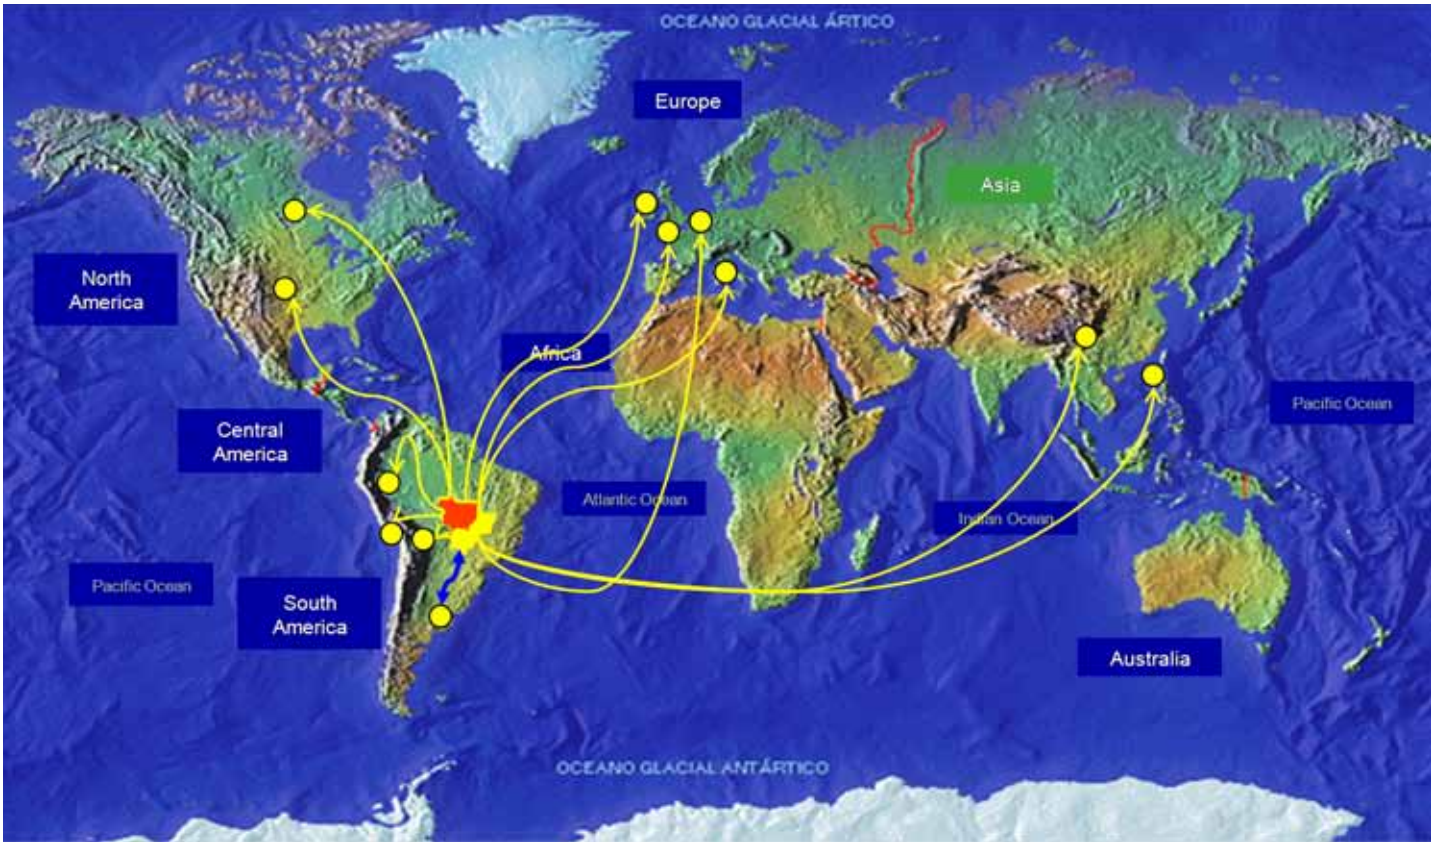 OCEANO GLACIAL ÁRTICO
Europe
Asia
North
America
Africa
Pacific Ocean
Central
America
Atlantic Ocean
Indian Ocean
Pacific Ocean
South
America
Australia
OCEANO GLACIAL ANTÁRTICO